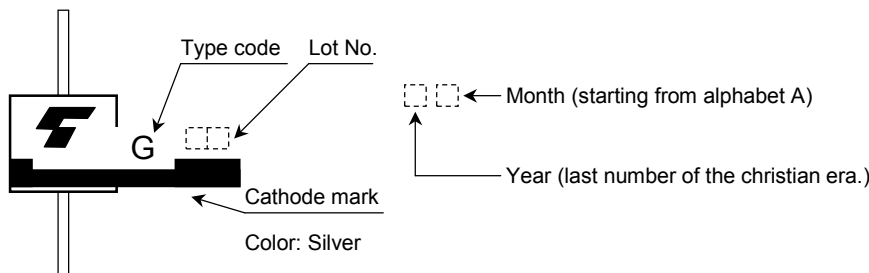 Type code
Lot No.
G
Month (starting from alphabet A)
Year (last number of the christian era.)
Cathode mark
Color: Silver